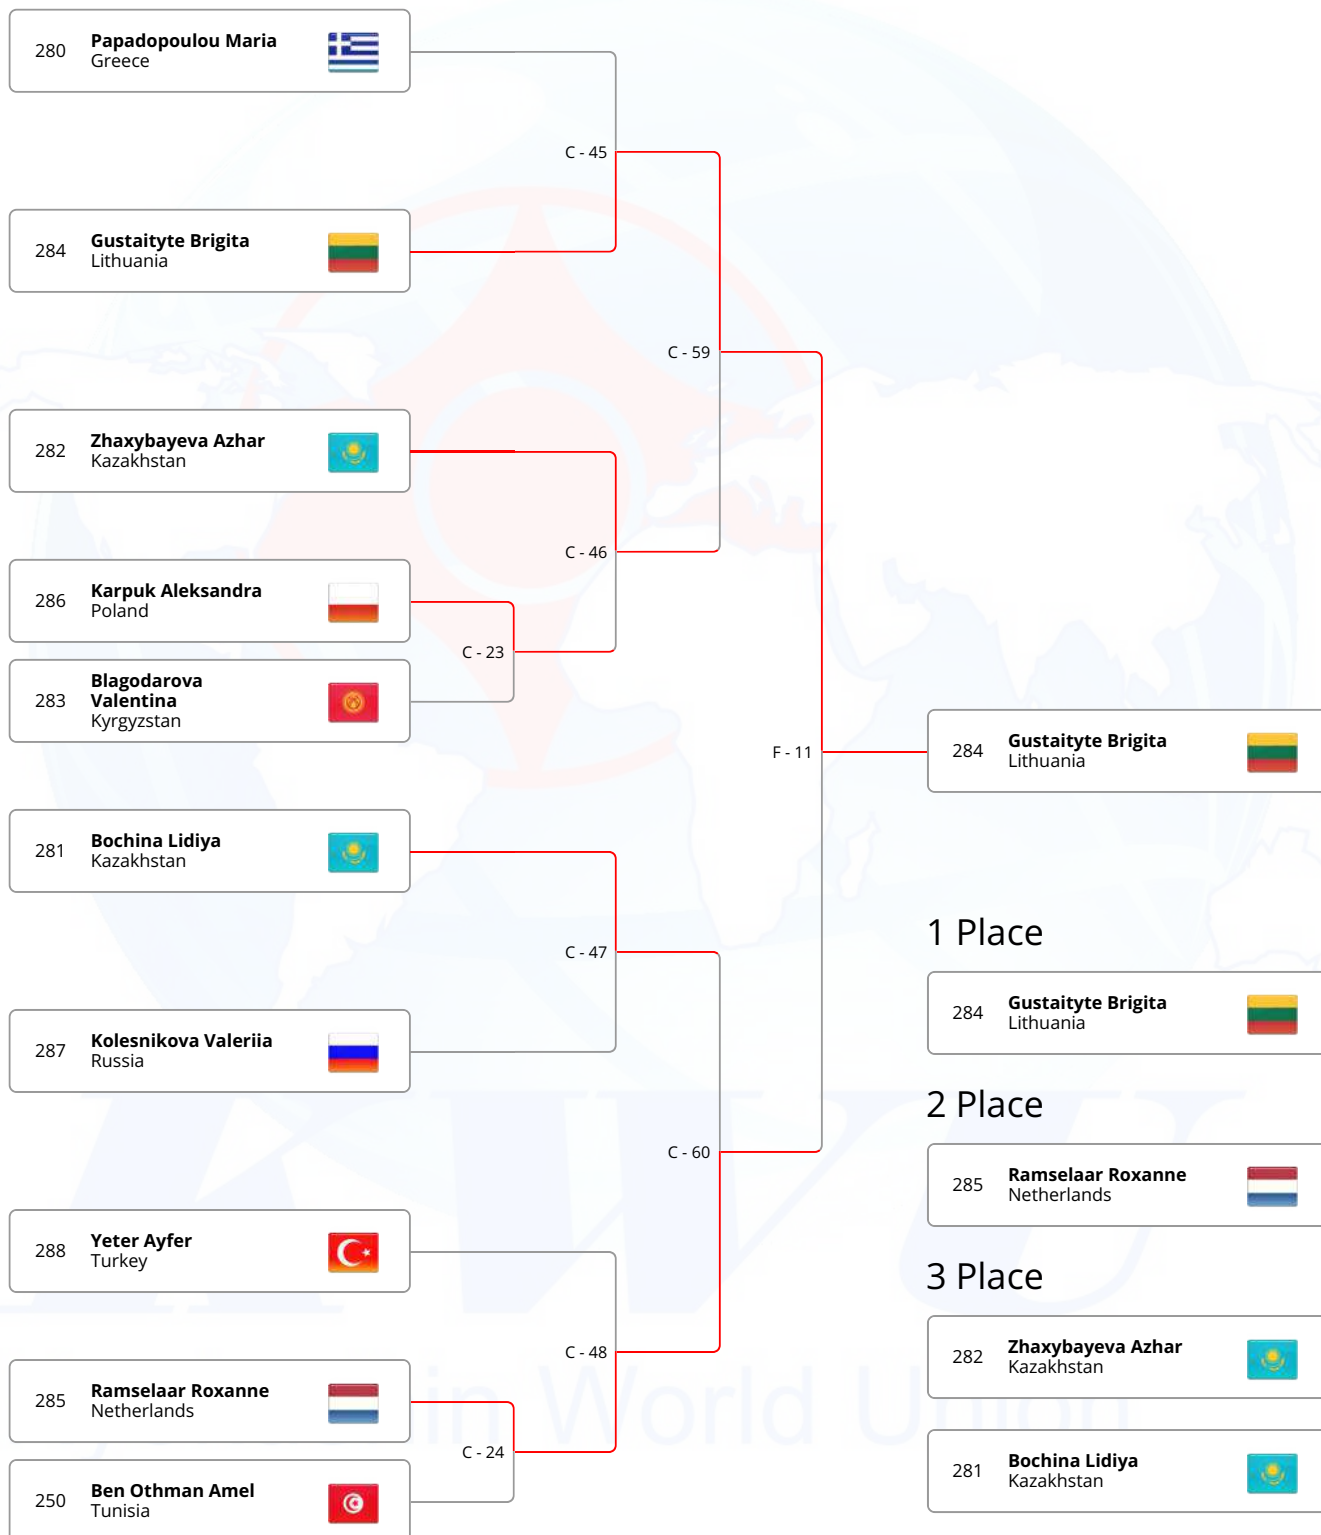 280
Papadopoulou Maria
Greece
C - 45
284
Gustaityte Brigita
Lithuania
C - 59
282
Zhaxybayeva Azhar
Kazakhstan
C - 46
286
Karpuk Aleksandra
Poland
C - 23
283
Blagodarova
Valentina
Kyrgyzstan
F - 11
284
Gustaityte Brigita
Lithuania
281
Bochina Lidiya
Kazakhstan
C - 47
287
Kolesnikova Valeriia
Russia
C - 60
288
Yeter Ayfer
Turkey
C - 48
285
Ramselaar Roxanne
Netherlands
C - 24
250
Ben Othman Amel
Tunisia
1 Place
284
Gustaityte Brigita
Lithuania
2 Place
285
Ramselaar Roxanne
Netherlands
3 Place
282
Zhaxybayeva Azhar
Kazakhstan
281
Bochina Lidiya
Kazakhstan
KWU
World Union